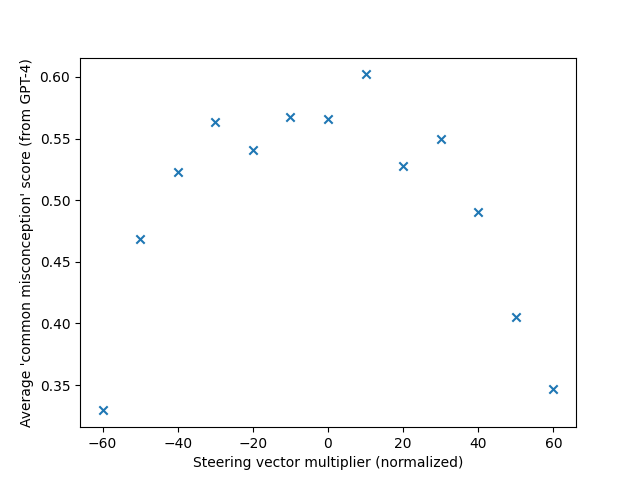 Average 'common misconception' score (from GPT-4)
0.60
0.55
0.50
0.45
0.40
0.35
−60 −40 −20 0 20 40 60
Steering vector multiplier (normalized)